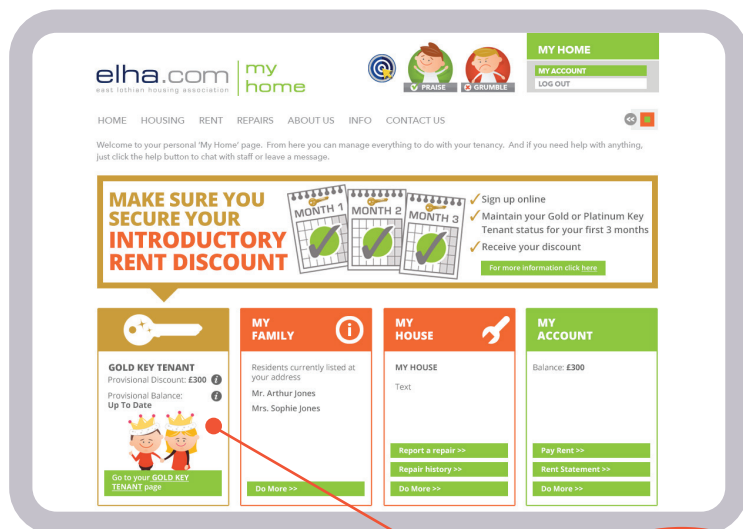 MY HOME
MY ACCOUNT
LOG OUT
elha.com
east lothian housing association
my
home
PRAISE
GRUMBLE
HOME HOUSING RENT REPAIRS ABOUT US INFO CONTACT US
Welcome to your personal 'My Home' page. From here you can manage everything to do with your tenancy. And if you need help with anything,
just click the help button to chat with staff or leave a message.
MAKE SURE YOU
SECURE YOUR
INTRODUCTORY
RENT DISCOUNT
MONTH 1
MONTH 2
MONTH 3
Sign up online
Maintain your Gold or Platinum Key
Tenant status for your first 3 months
Receive your discount
For more information click here
GOLD KEY TENANT
Provisional Discount: £300 i
Provisional Balance: i
Up To Date
Go to your GOLD KEY
TENANT page
MY
FAMILY
i
Residents currently listed at
your address
Mr. Arthur Jones
Mrs. Sophie Jones
Do More >>
MY
HOUSE
MY HOUSE
Text
Report a repair >>
Repair history >>
Do More >>
MY
ACCOUNT
Balance: £300
Pay Rent >>
Rent Statement >>
Do More >>